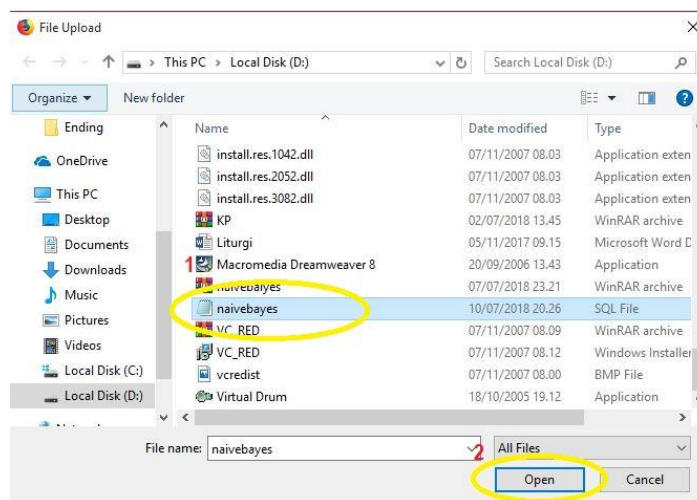 File Upload
This PC > Local Disk (D:)
Search Local Disk (D:)
Organize
New folder
Ending
OneDrive
This PC
Desktop
Documents
Downloads
Music
Pictures
Videos
Local Disk (C:)
Local Disk (D:)
Name Date modified Type
install.res.1042.dll 07/11/2007 08.03 Application exten
install.res.2052.dll 07/11/2007 08.03 Application exten
install.res.3082.dll 07/11/2007 08.03 Application exten
KP 02/07/2018 13.45 WinRAR archive
Liturgi 05/11/2017 09.15 Microsoft Word D
1 Macromedia Dreamweaver 8 20/09/2006 13.43 Application
07/07/2018 23.21 WinRAR archive
naivebayes 10/07/2018 20.26 SQL File
VC_RED 07/11/2007 08.09 WinRAR archive
VC_RED 07/11/2007 08.12 Windows Installer
vcredist 07/11/2007 08.00 BMP File
Virtual Drum 18/10/2005 19.12 Application
File name: naivebayes
2
All Files
Open
Cancel